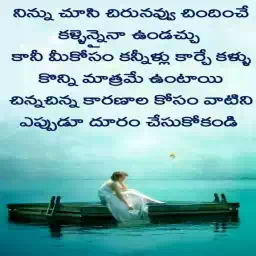 నిన్ను చూసి చిరునవ్వు చిందించే
కళ్ళెన్నైనా ఉండచ్చు
కానీ మీకోసం కన్నీళ్లు కార్చే కళ్ళు
కొన్ని మాత్రమే ఉంటాయి
చిన్నచిన్న కారణాల కోసం వాటిని
ఎప్పుడూ దూరం చేసుకోకండి